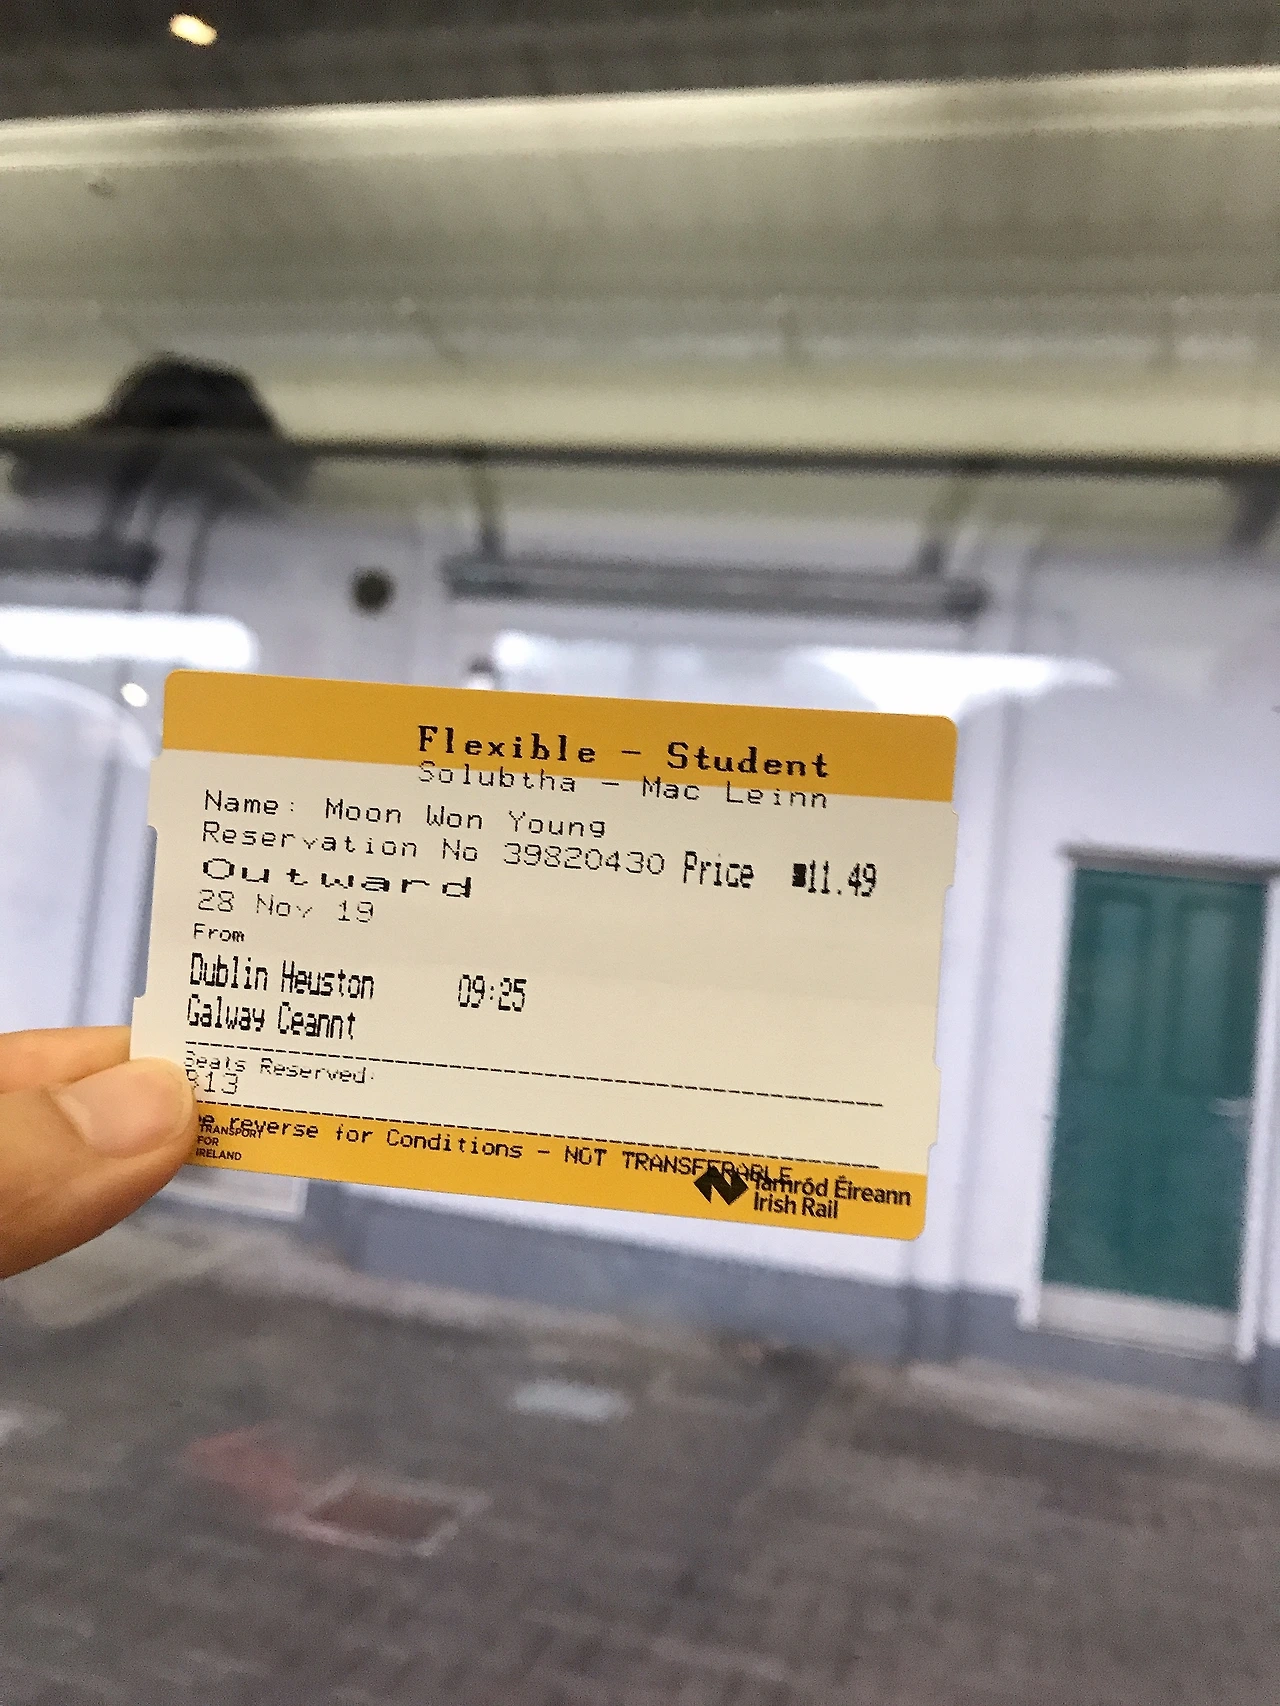 Flexible - Student
Solubtha - Mac Leinn
Name: Moon Won Young
Reservation No 39820430 Price 11.49
Outward
28 Nov 19
From
Dublin Heuston 09:25
Galway Ceannt
Seats Reserved:
13
reverse for Conditions - NOT TRANSFERABLE
TRANSPORT
FOR
IRELAND
Iarnród Éireann
Irish Rail